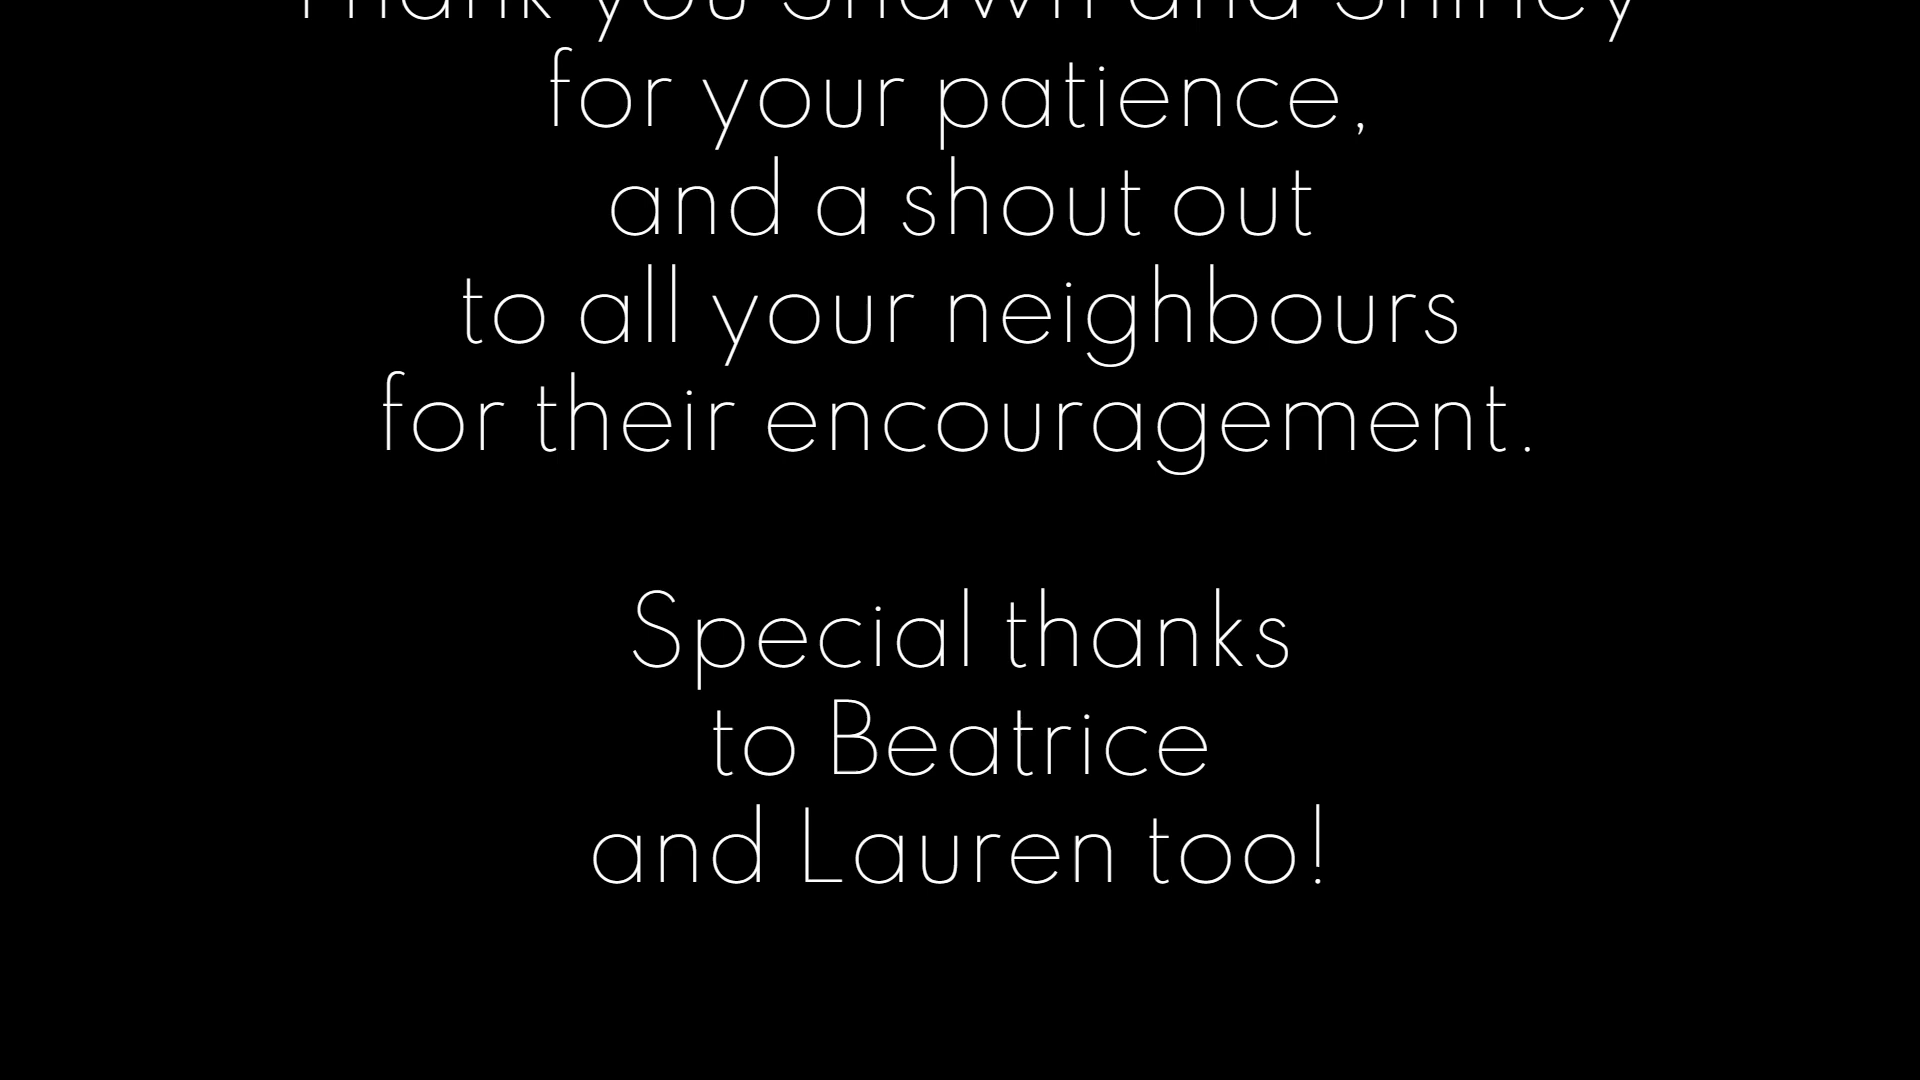 Thank you Shawn and Shirley
for your patience,
and a shout out
to all your neighbours
for their encouragement.
Special thanks
to Beatrice
and Lauren too!